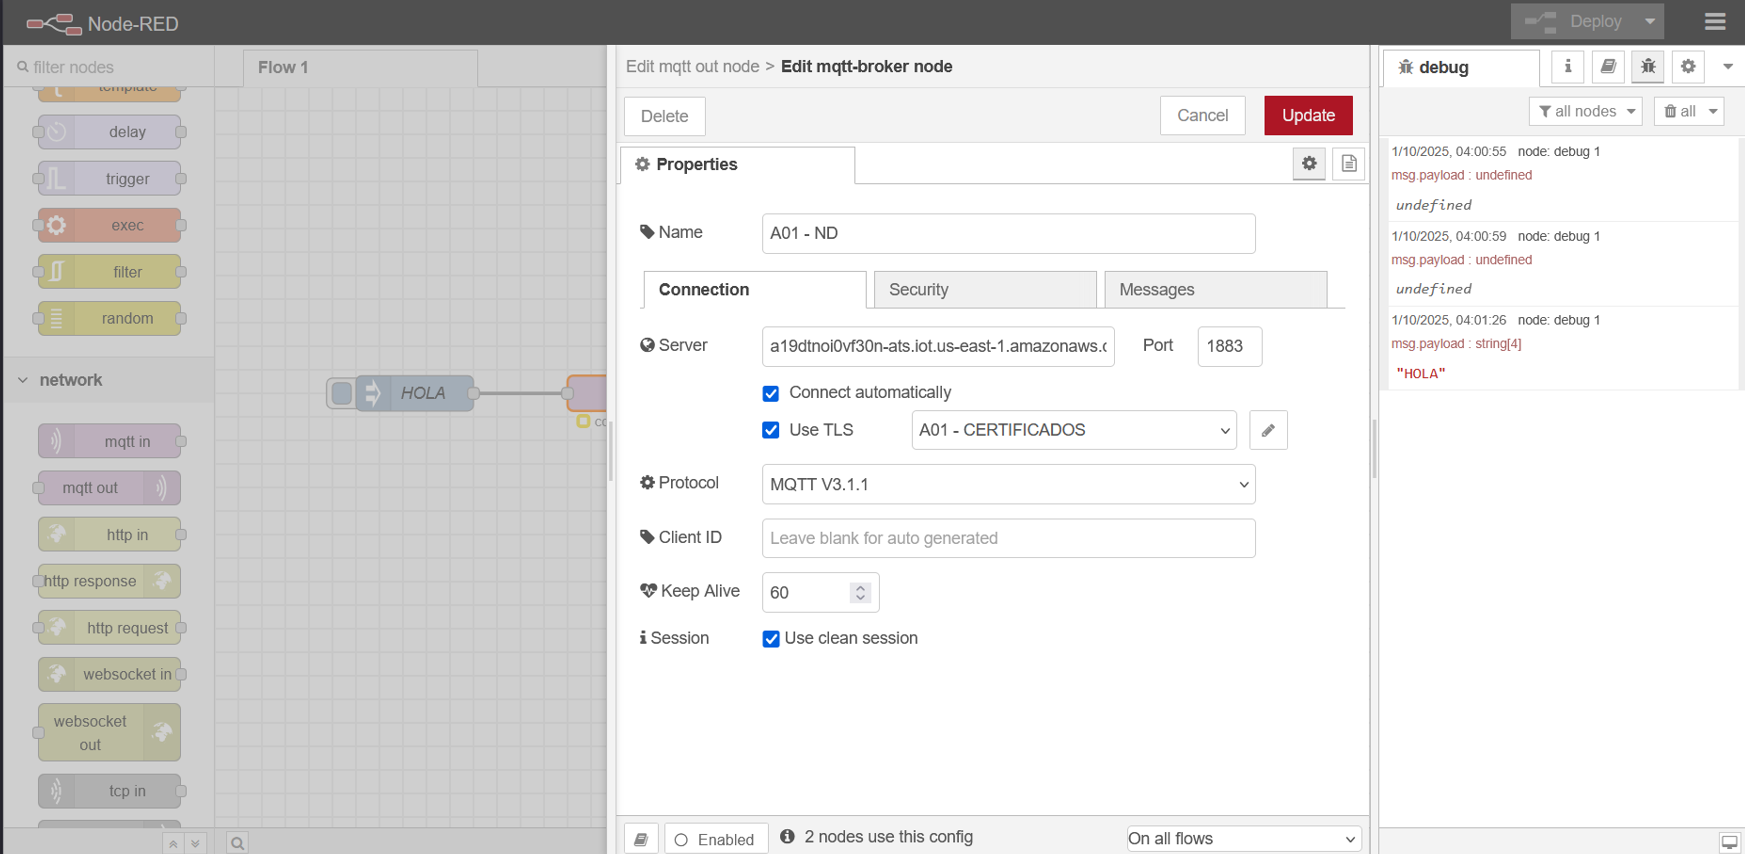 Node-RED
Deploy
filter nodes
Flow 1
template
delay
trigger
exec
filter
random
network
mqtt in
mqtt out
http in
http response
http request
websocket in
websocket
out
tcp in
HOLA
Edit mqtt out node > Edit mqtt-broker node
Delete
Cancel
Update
Properties
Name
A01 - ND
Connection
Security
Messages
Server
a19dtnoi0vf30n-ats.iot.us-east-1.amazonaws.c
Port
1883
Connect automatically
Use TLS
A01 - CERTIFICADOS
Protocol
MQTT V3.1.1
Client ID
Leave blank for auto generated
Keep Alive
60
Session
Use clean session
Enabled
2 nodes use this config
On all flows
debug
all nodes
all
1/10/2025, 04:00:55 node: debug 1
msg.payload : undefined
undefined
1/10/2025, 04:00:59 node: debug 1
msg.payload : undefined
undefined
1/10/2025, 04:01:26 node: debug 1
msg.payload : string[4]
"HOLA"